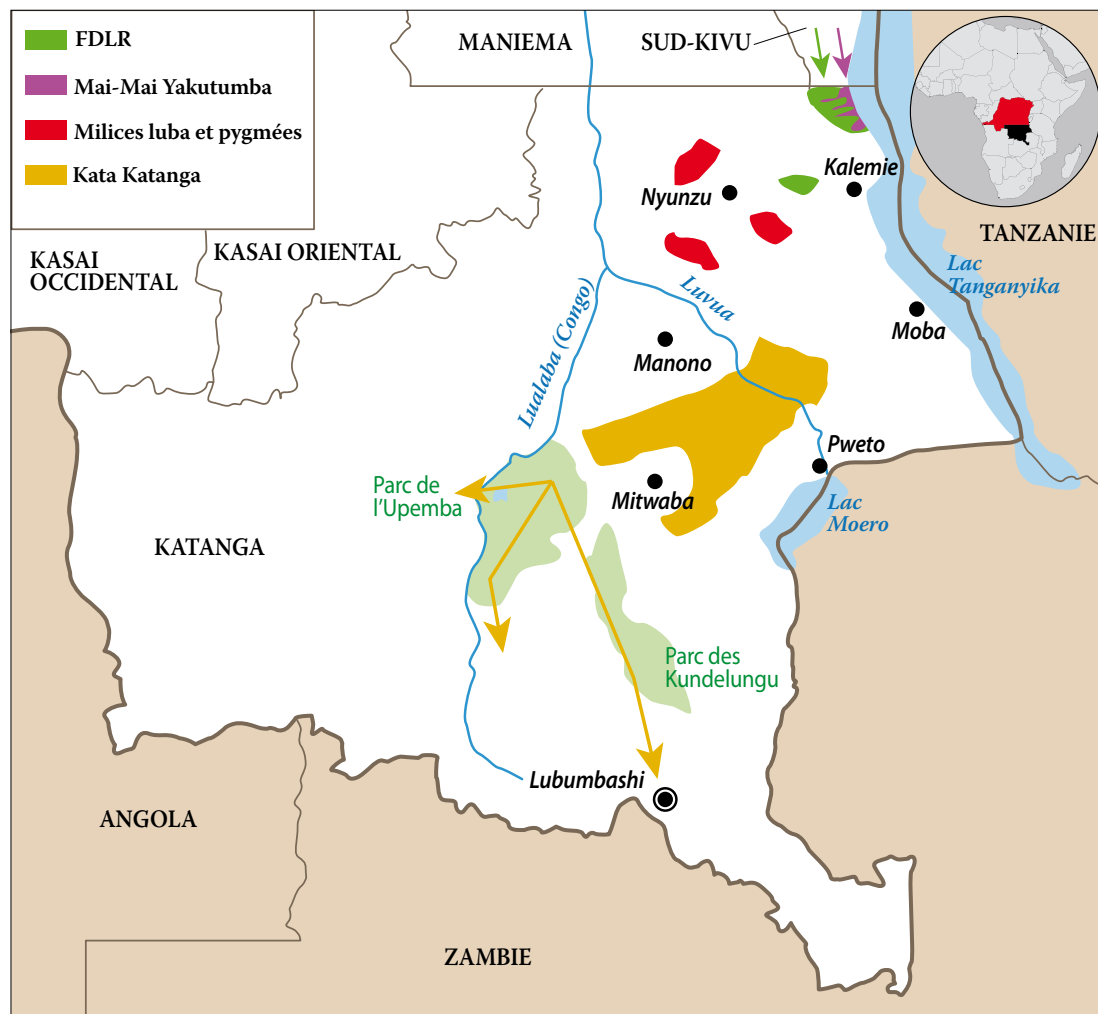 FDLR
Mai-Mai Yakutumba
Milices luba et pygmées
Kata Katanga
MANIEMA
SUD-KIVU
Nyunzu
Kalemie
TANZANIE
KASAI
OCCIDENTAL
KASAI ORIENTAL
Lac
Tanganyika
Lualaba (Congo)
Luvua
Moba
Manono
Pweto
Parc de
l'Upemba
Mitwaba
Lac
Moero
KATANGA
Parc des
Kundelungu
Lubumbashi
ANGOLA
ZAMBIE